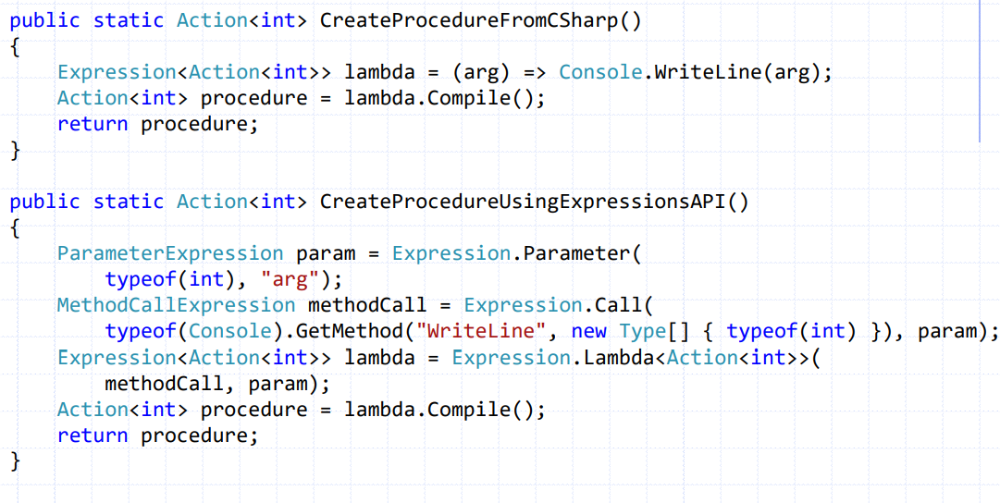 public static Action<int> CreateProcedureFromCSharp()
{
    Expression<Action<int>> lambda = (arg) => Console.WriteLine(arg);
    Action<int> procedure = lambda.Compile();
    return procedure;
}
public static Action<int> CreateProcedureUsingExpressionsAPI()
{
    ParameterExpression param = Expression.Parameter(
        typeof(int), "arg");
    MethodCallExpression methodCall = Expression.Call(
        typeof(Console).GetMethod("WriteLine", new Type[] { typeof(int) }), param);
    Expression<Action<int>> lambda = Expression.Lambda<Action<int>>(
        methodCall, param);
    Action<int> procedure = lambda.Compile();
    return procedure;
}